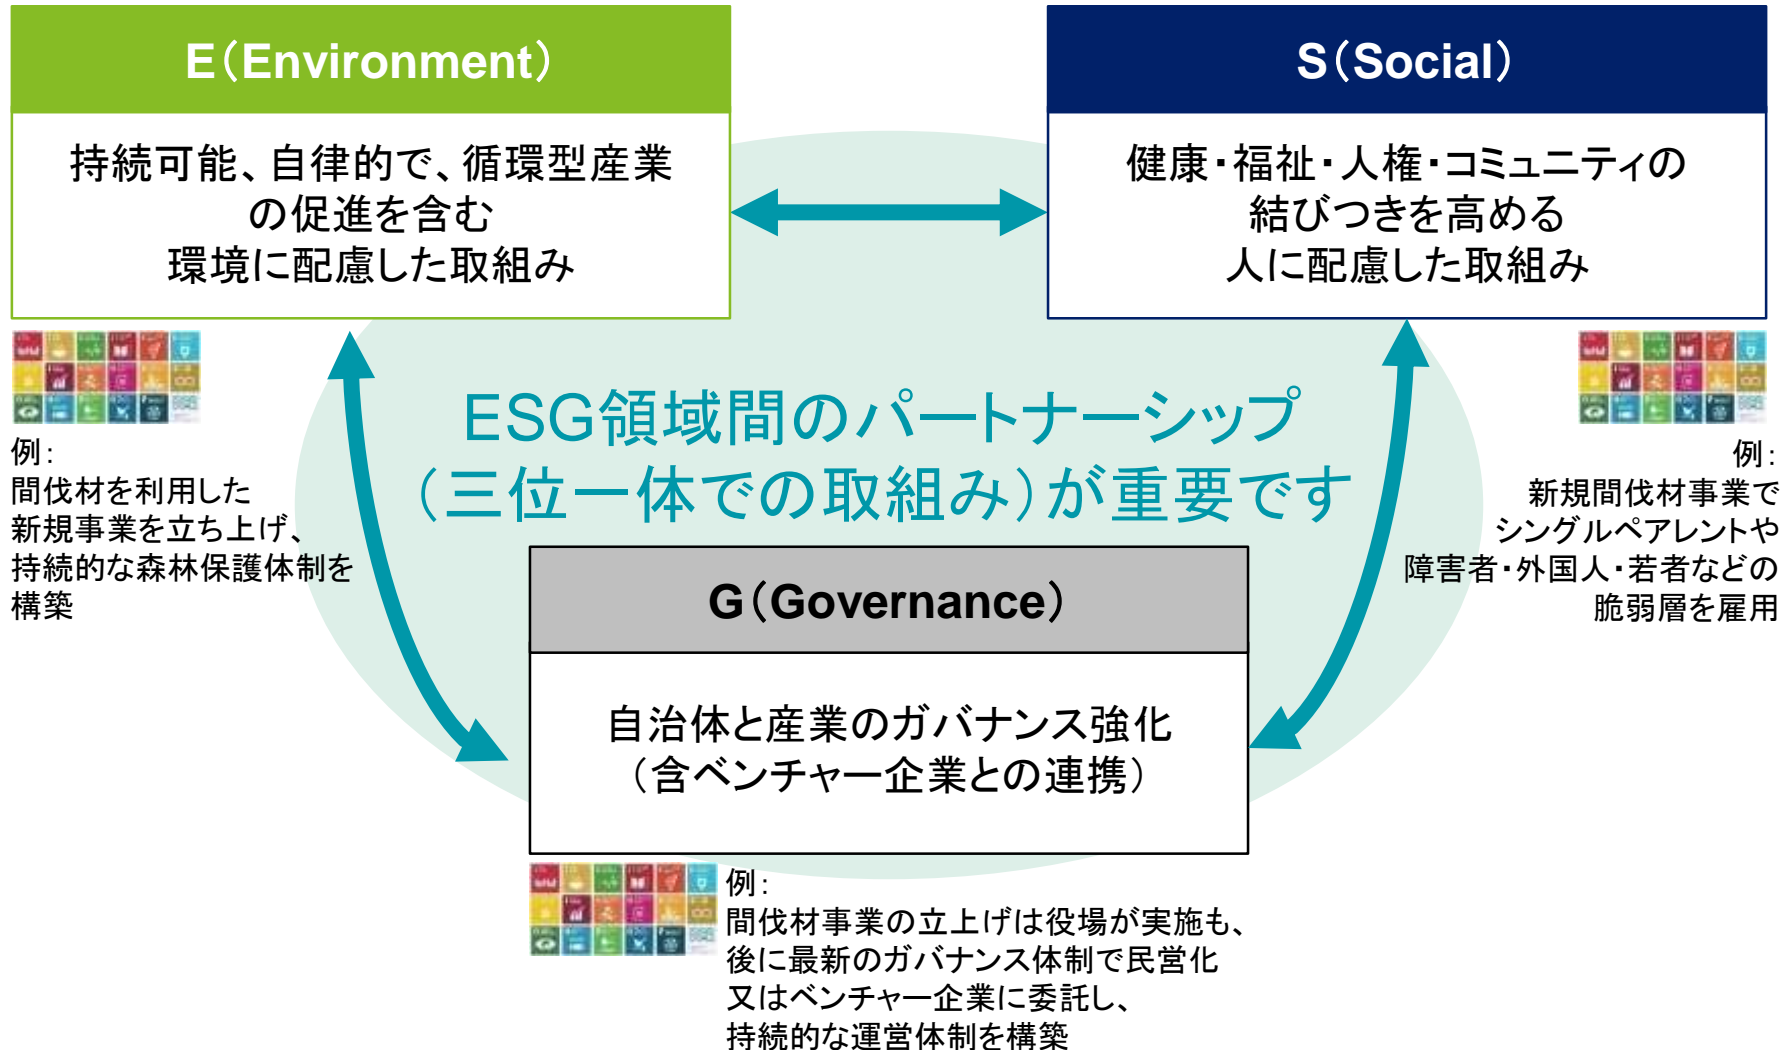 E（Environment）
持続可能、自律的で、循環型産業
の促進を含む
環境に配慮した取組み
S（Social）
健康・福祉・人権・コミュニティの
結びつきを高める
人に配慮した取組み
ESG領域間のパートナーシップ
（三位一体での取組み）が重要です
例：
間伐材を利用した
新規事業を立ち上げ、
持続的な森林保護体制を
構築
例：
新規間伐材事業で
シングルペアレントや
障害者・外国人・若者などの
脆弱層を雇用
G（Governance）
自治体と産業のガバナンス強化
（含ベンチャー企業との連携）
例：
間伐材事業の立上げは役場が実施も、
後に最新のガバナンス体制で民営化
又はベンチャー企業に委託し、
持続的な運営体制を構築